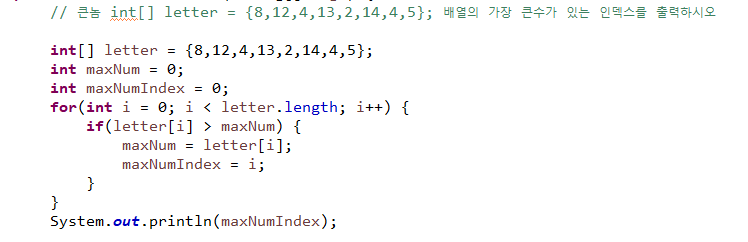 // 큰놈 int[] letter = {8,12,4,13,2,14,4,5}; 배열의 가장 큰수가 있는 인덱스를 출력하시오
int[] letter = {8,12,4,13,2,14,4,5};
int maxNum = 0;
int maxNumIndex = 0;
for(int i = 0; i < letter.length; i++) {
if(letter[i] > maxNum) {
maxNum = letter[i];
maxNumIndex = i;
}
}
System.out.println(maxNumIndex);